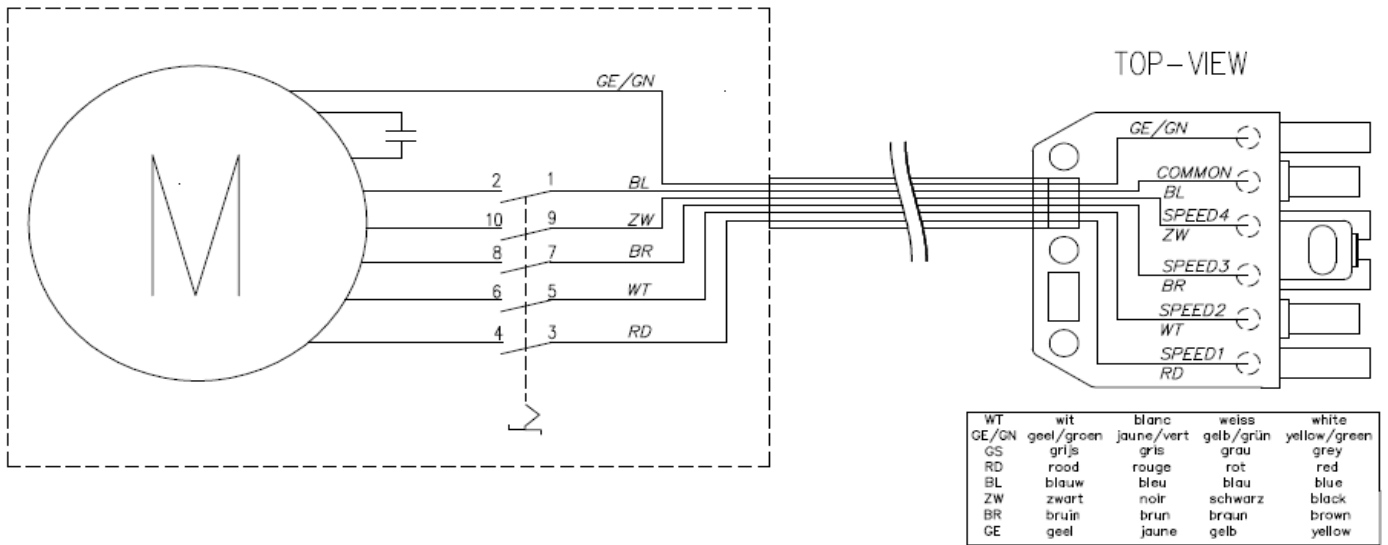 TOP-VIEW
GE/GN
M
2 1 BL
10 9 ZW
8 7 BR
6 5 WT
4 3 RD
GE/GN
COMMON
BL
SPEED4
ZW
SPEED3
BR
SPEED2
WT
SPEED1
RD
WT wit blanc weiss white
GE/GN geel/groen jaune/vert gelb/grün yellow/green
GS grijs gris grau grey
RD rood rouge rot red
BL blauw bleu blau blue
ZW zwart noir schwarz black
BR bruin brun braun brown
GE geel jaune gelb yellow